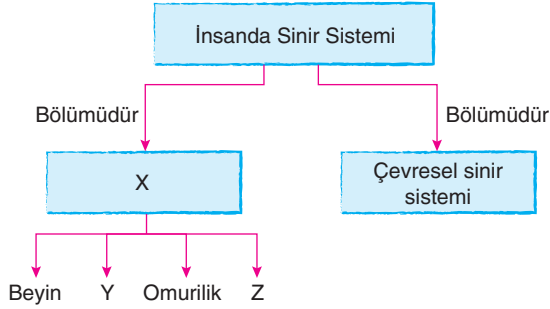 İnsanda Sinir Sistemi
Bölümüdür
Bölümüdür
X
Çevresel sinir
sistemi
Beyin Y Omurilik Z